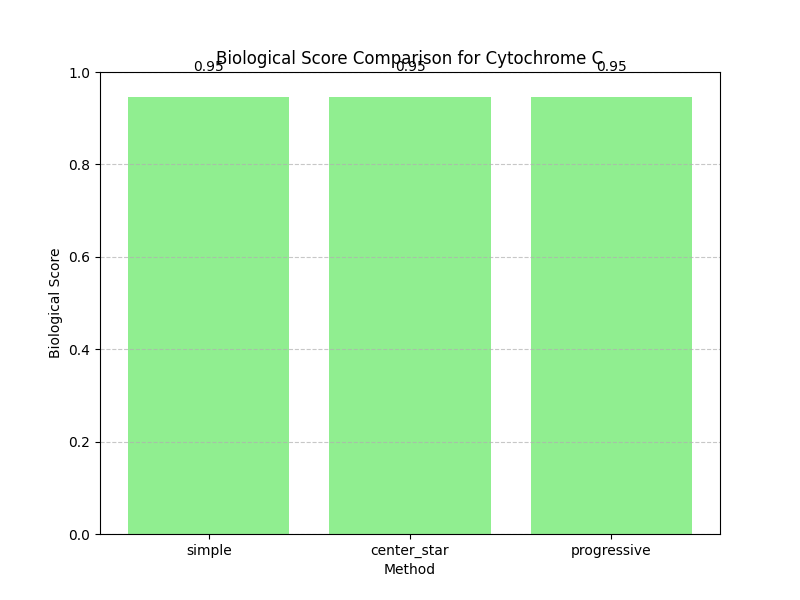 Biological Score Comparison for Cytochrome C
0.95 0.95 0.95
1.0
0.8
0.6
0.4
0.2
0.0
Biological Score
simple center_star progressive
Method